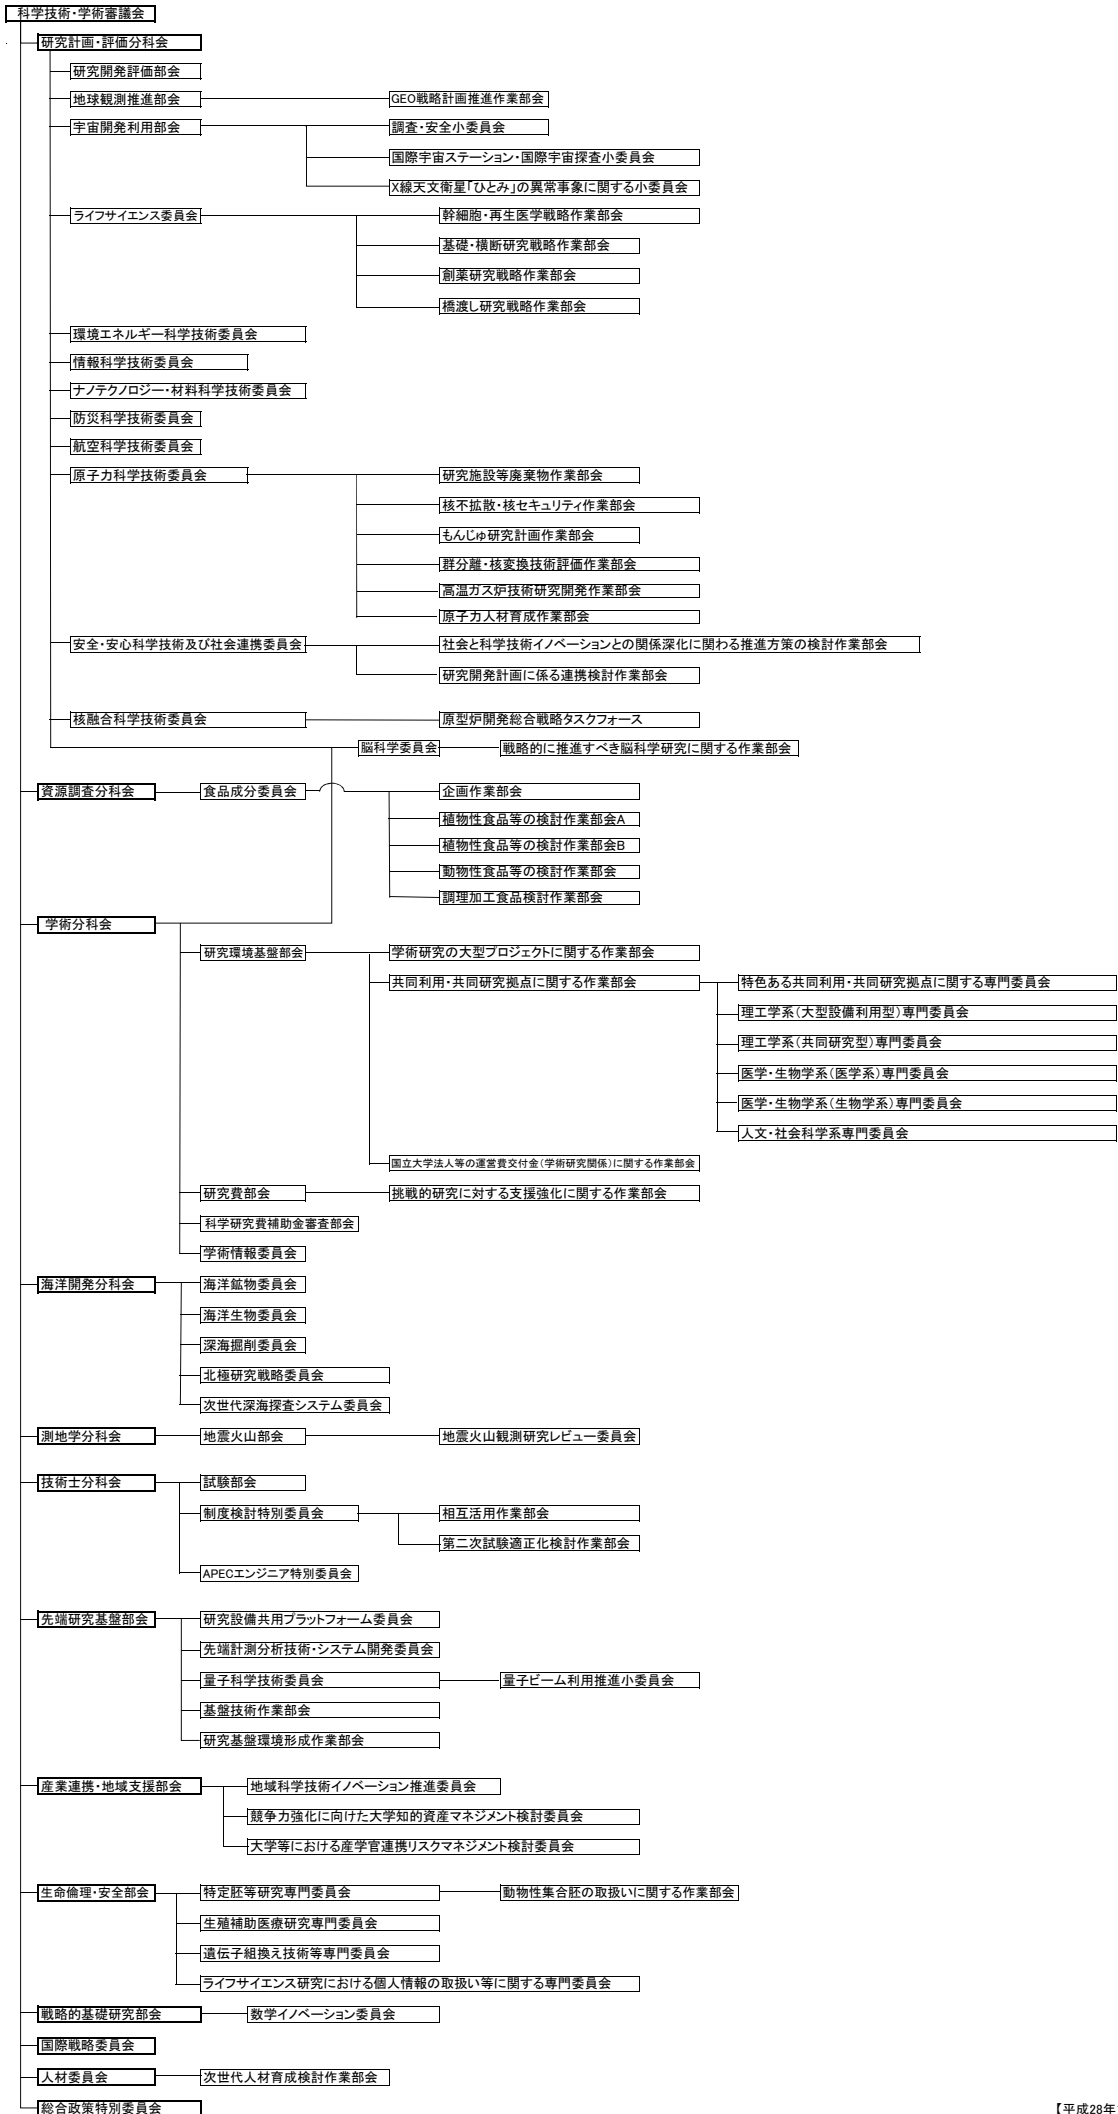 科学技術・学術審議会
研究計画・評価分科会
研究開発評価部会
地球観測推進部会
GEO戦略計画推進作業部会
宇宙開発利用部会
調査・安全小委員会
国際宇宙ステーション・国際宇宙探査小委員会
X線天文衛星「ひとみ」の異常事象に関する小委員会
ライフサイエンス委員会
幹細胞・再生医学戦略作業部会
基礎・横断研究戦略作業部会
創薬研究戦略作業部会
橋渡し研究戦略作業部会
環境エネルギー科学技術委員会
情報科学技術委員会
ナノテクノロジー・材料科学技術委員会
防災科学技術委員会
航空科学技術委員会
原子力科学技術委員会
研究施設等廃棄物作業部会
核不拡散・核セキュリティ作業部会
もんじゅ研究計画作業部会
群分離・核変換技術評価作業部会
高温ガス炉技術研究開発作業部会
原子力人材育成作業部会
安全・安心科学技術及び社会連携委員会
社会と科学技術イノベーションとの関係深化に関わる推進方策の検討作業部会
研究開発計画に係る連携検討作業部会
核融合科学技術委員会
原型炉開発総合戦略タスクフォース
脳科学委員会
戦略的に推進すべき脳科学研究に関する作業部会
資源調査分科会
食品成分委員会
企画作業部会
植物性食品等の検討作業部会A
植物性食品等の検討作業部会B
動物性食品等の検討作業部会
調理加工食品検討作業部会
学術分科会
研究環境基盤部会
学術研究の大型プロジェクトに関する作業部会
共同利用・共同研究拠点に関する作業部会
特色ある共同利用・共同研究拠点に関する専門委員会
理工学系（大型設備利用型）専門委員会
理工学系（共同研究型）専門委員会
医学・生物学系（医学系）専門委員会
医学・生物学系（生物学系）専門委員会
人文・社会科学系専門委員会
国立大学法人等の運営費交付金（学術研究関係）に関する作業部会
研究費部会
挑戦的研究に対する支援強化に関する作業部会
科学研究費補助金審査部会
学術情報委員会
海洋開発分科会
海洋鉱物委員会
海洋生物委員会
深海掘削委員会
北極研究戦略委員会
次世代深海探査システム委員会
測地学分科会
地震火山部会
地震火山観測研究レビュー委員会
技術士分科会
試験部会
制度検討特別委員会
相互活用作業部会
第二次試験適正化検討作業部会
APECエンジニア特別委員会
先端研究基盤部会
研究設備共用プラットフォーム委員会
先端計測分析技術・システム開発委員会
量子科学技術委員会
量子ビーム利用推進小委員会
基盤技術作業部会
研究基盤環境形成作業部会
産業連携・地域支援部会
地域科学技術イノベーション推進委員会
競争力強化に向けた大学知的資産マネジメント検討委員会
大学等における産学官連携リスクマネジメント検討委員会
生命倫理・安全部会
特定胚等研究専門委員会
動物性集合胚の取扱いに関する作業部会
生殖補助医療研究専門委員会
遺伝子組換え技術等専門委員会
ライフサイエンス研究における個人情報の取扱い等に関する専門委員会
戦略的基礎研究部会
数学イノベーション委員会
国際戦略委員会
人材委員会
次世代人材育成検討作業部会
総合政策特別委員会
【平成28年